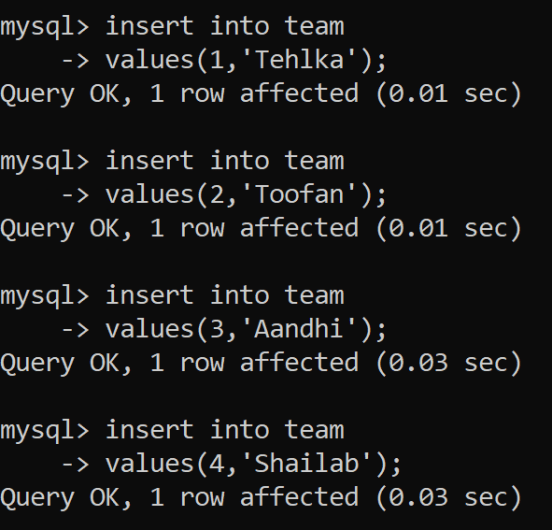 mysql> insert into team
    -> values(1,'Tehlka');
Query OK, 1 row affected (0.01 sec)

mysql> insert into team
    -> values(2,'Toofan');
Query OK, 1 row affected (0.01 sec)

mysql> insert into team
    -> values(3,'Aandhi');
Query OK, 1 row affected (0.03 sec)

mysql> insert into team
    -> values(4,'Shailab');
Query OK, 1 row affected (0.03 sec)